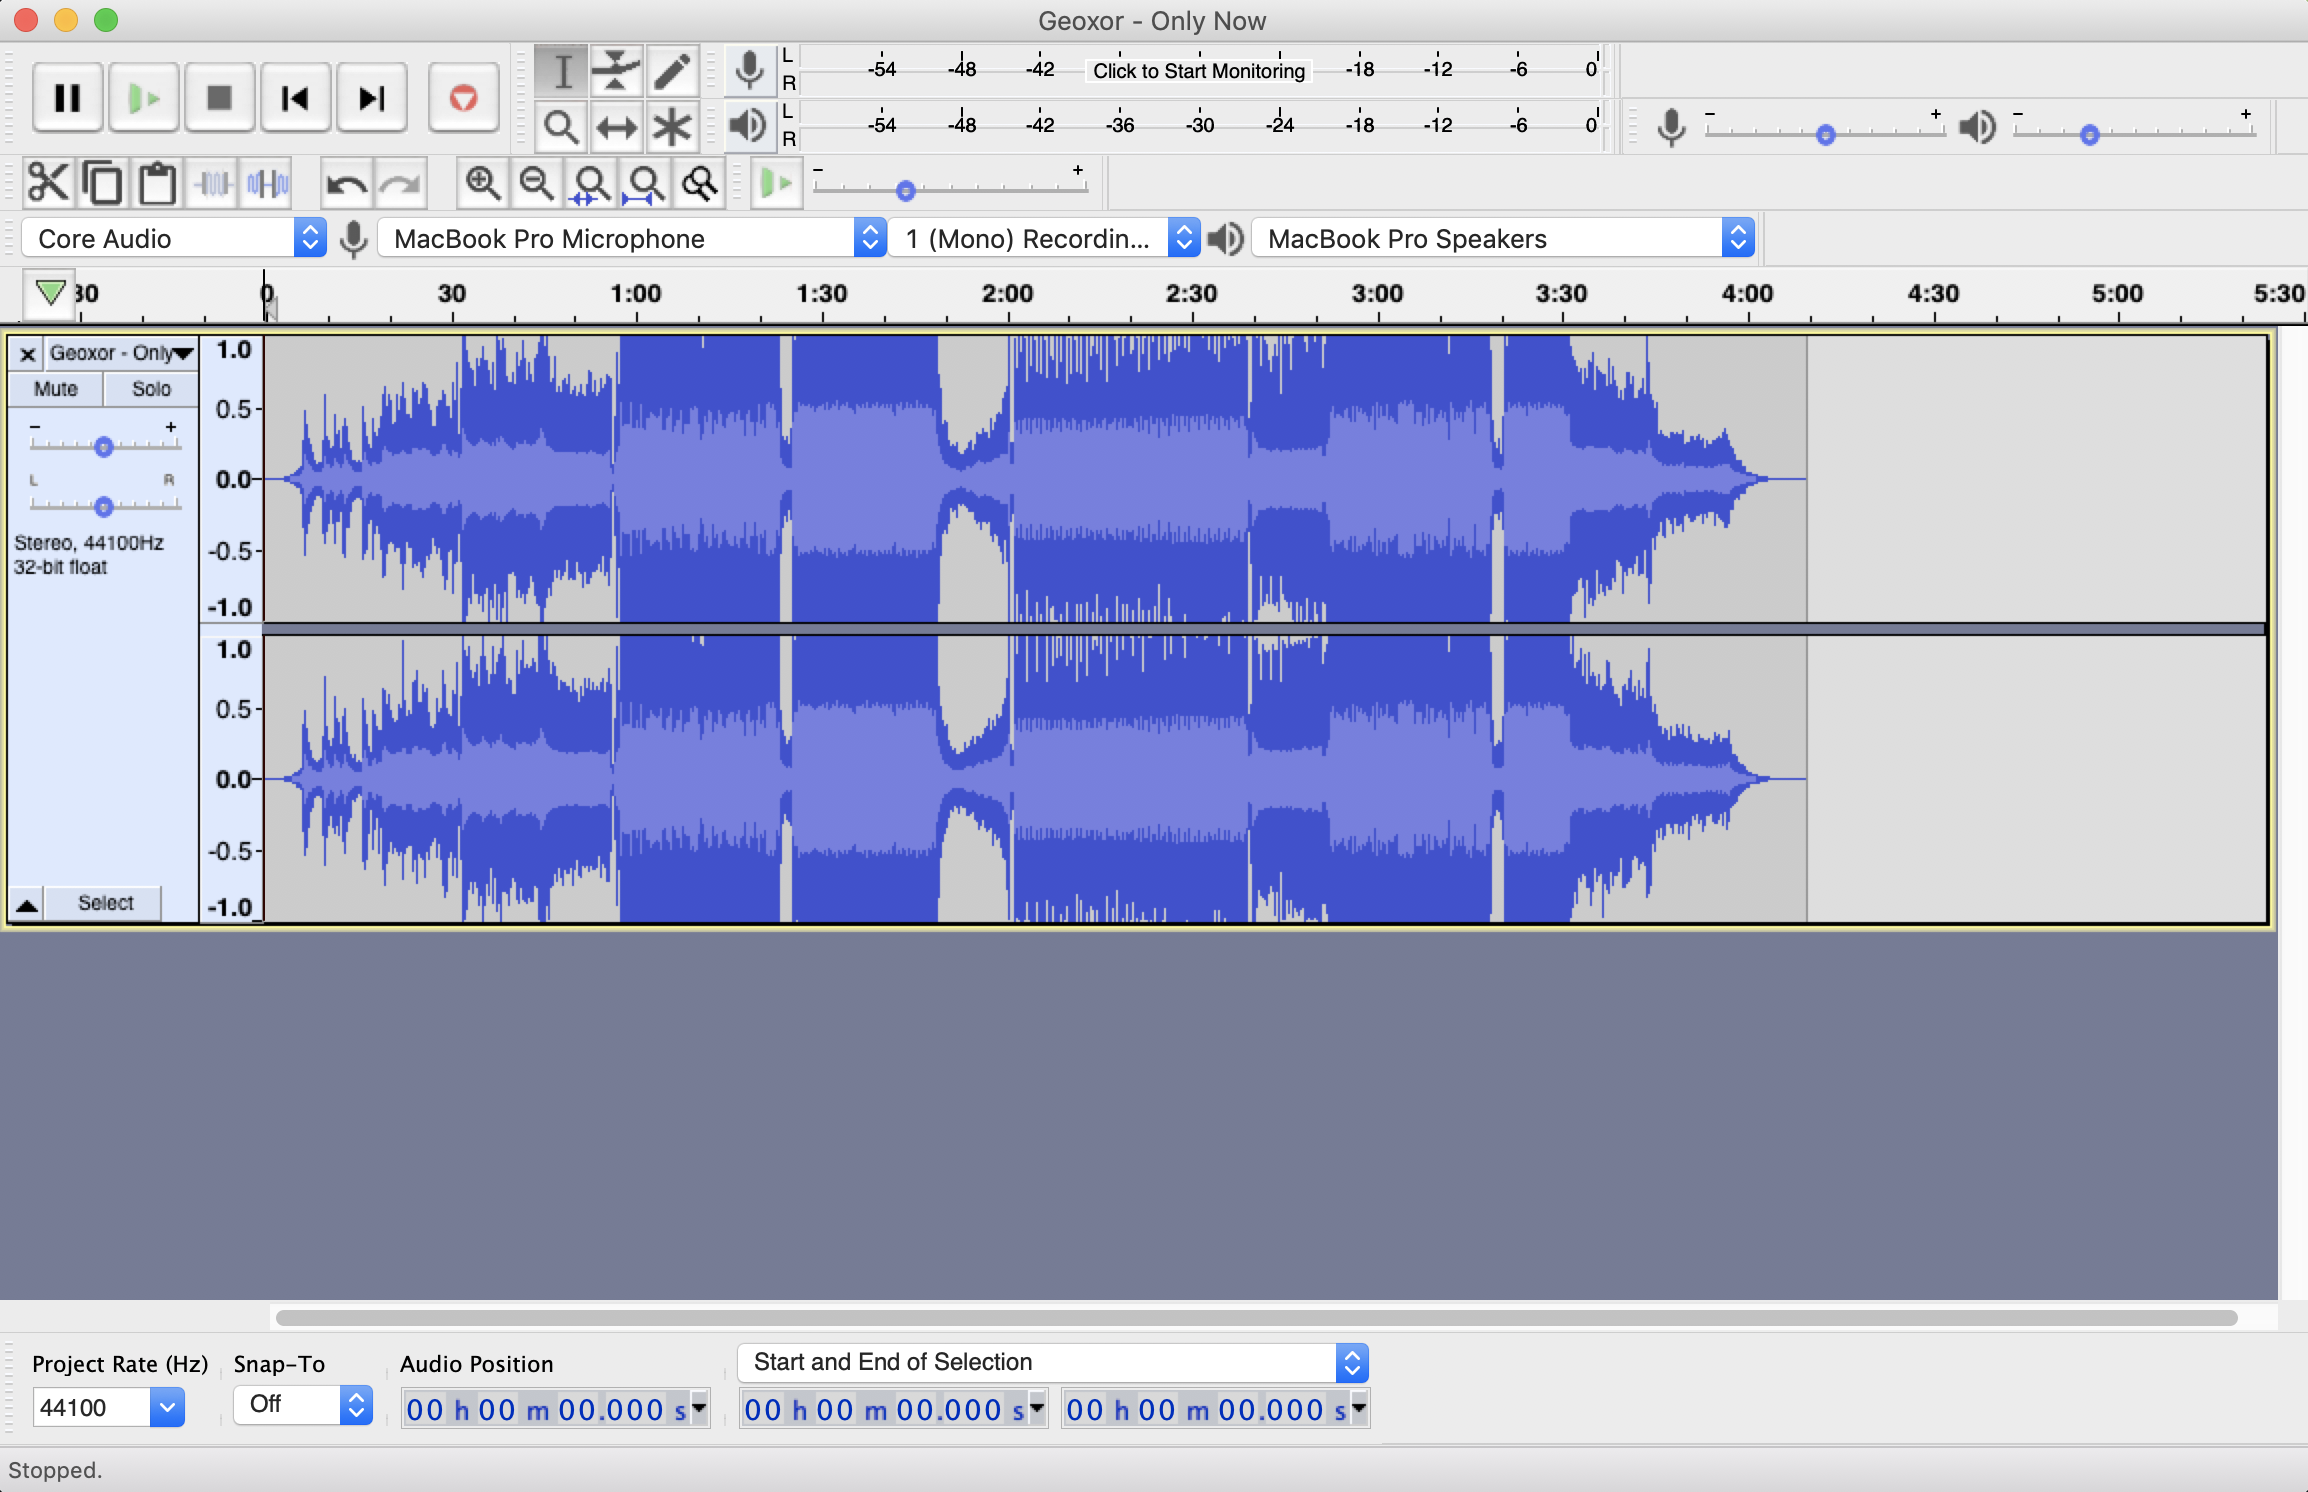 Geoxor - Only Now
L
R
-54 -48 -42 Click to Start Monitoring -18 -12 -6 0
L
R
-54 -48 -42 -36 -30 -24 -18 -12 -6 0
- +
- +
- +
Core Audio
MacBook Pro Microphone
1 (Mono) Recordin...
MacBook Pro Speakers
0 30 1:00 1:30 2:00 2:30 3:00 3:30 4:00 4:30 5:00 5:30
Geoxor - Only
Mute Solo
- +
L R
Stereo, 44100Hz
32-bit float
Select
1.0
0.5
0.0
-0.5
-1.0
1.0
0.5
0.0
-0.5
-1.0
Project Rate (Hz) Snap-To Audio Position Start and End of Selection
44100 Off 00 h 00 m 00.000 s 00 h 00 m 00.000 s 00 h 00 m 00.000 s
Stopped.